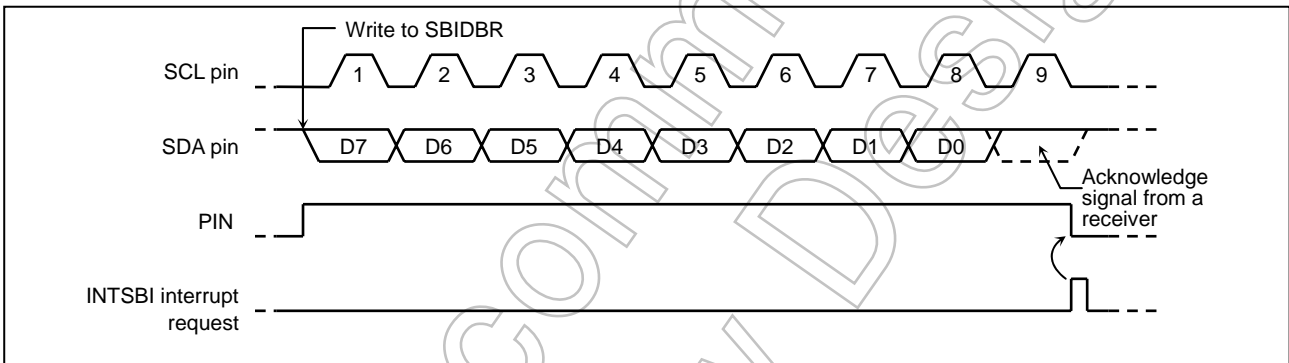 Write to SBIDBR
SCL pin
1 2 3 4 5 6 7 8 9
SDA pin
D7 D6 D5 D4 D3 D2 D1 D0
Acknowledge
signal from a
receiver
PIN
INTSBI interrupt
request